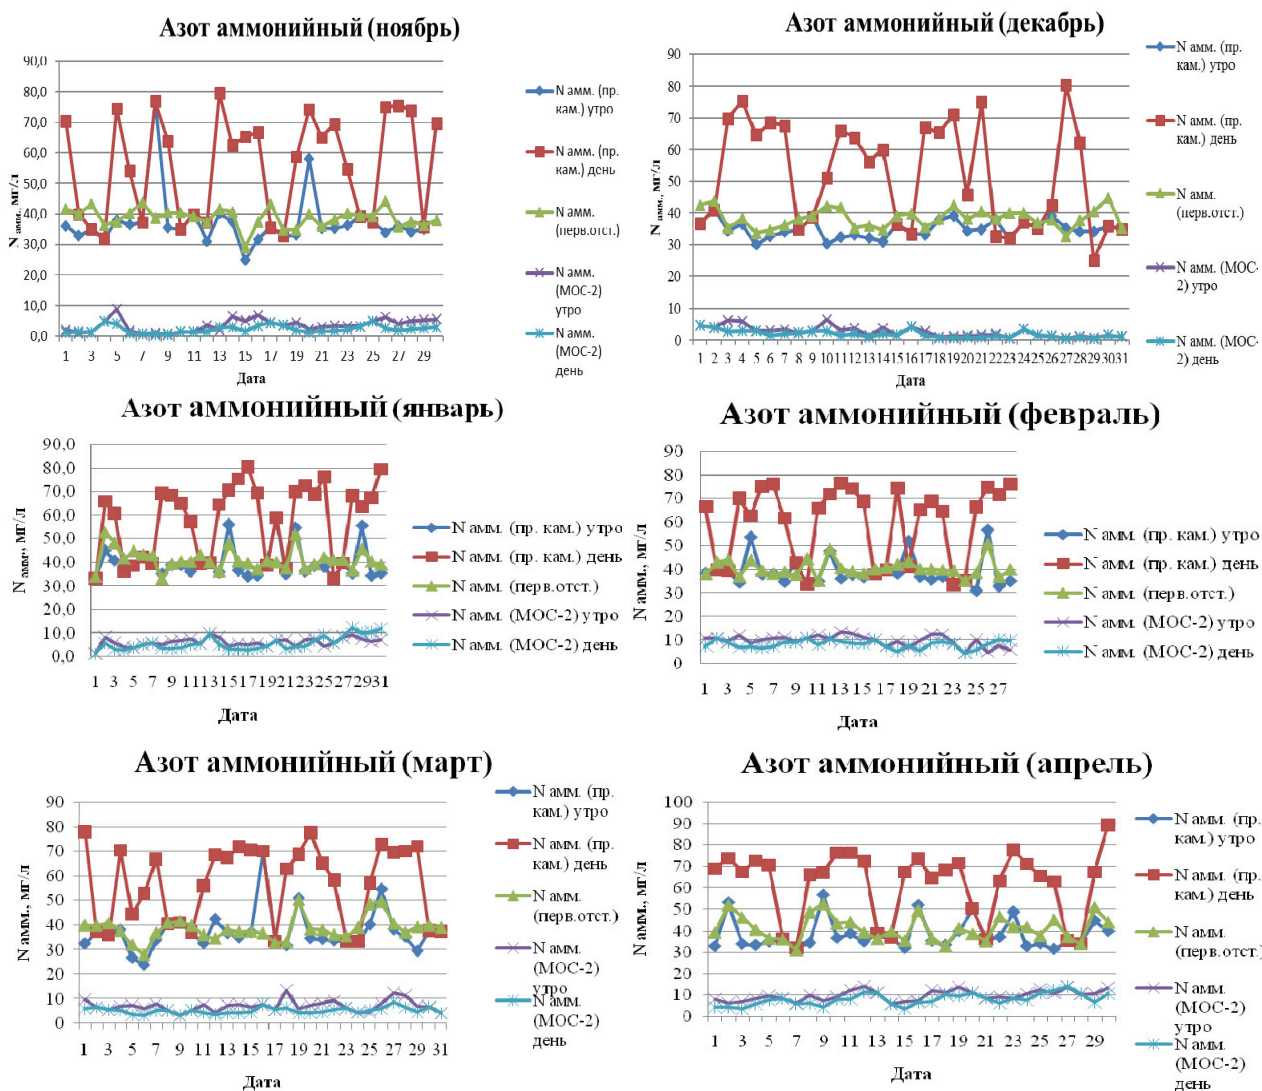 Азот аммонийный (ноябрь)
90,0
80,0
70,0
60,0
50,0
40,0
30,0
20,0
10,0
0,0
N амм., мг/л
1 3 5 7 9 11 13 15 17 19 21 23 25 27 29
Дата
N амм. (пр.
кам.) утро
N амм. (пр.
кам.) день
N амм.
(перв.отст.)
N амм.
(МОС-2)
утро
N амм.
(МОС-2)
день
Азот аммонийный (декабрь)
90
80
70
60
50
40
30
20
10
0
N амм., мг/л
1 2 3 4 5 6 7 8 9 10 11 12 13 14 15 16 17 18 19 20 21 22 23 24 25 26 27 28 29 30 31
Дата
N амм. (пр.
кам.) утро
N амм. (пр.
кам.) день
N амм.
(перв.отст.)
N амм. (МОС-
2) утро
N амм. (МОС-
2) день
Азот аммонийный (январь)
90,0
80,0
70,0
60,0
50,0
40,0
30,0
20,0
10,0
0,0
N амм., мг/л
1 3 5 7 9 11 13 15 17 19 21 23 25 27 29 31
Дата
N амм. (пр. кам.) утро
N амм. (пр. кам.) день
N амм. (перв.отст.)
N амм. (МОС-2) утро
N амм. (МОС-2) день
Азот аммонийный (февраль)
90
80
70
60
50
40
30
20
10
0
N амм., мг/л
1 3 5 7 9 11 13 15 17 19 21 23 25 27
Дата
N амм. (пр. кам.) утро
N амм. (пр. кам.) день
N амм. (перв.отст.)
N амм. (МОС-2) утро
N амм. (МОС-2) день
Азот аммонийный (март)
90
80
70
60
50
40
30
20
10
0
N амм., мг/л
1 3 5 7 9 11 13 15 17 19 21 23 25 27 29 31
Дата
N амм. (пр.
кам.) утро
N амм. (пр.
кам.) день
N амм.
(перв.отст.)
N амм.
(МОС-2)
утро
N амм.
(МОС-2)
день
Азот аммонийный (апрель)
100
90
80
70
60
50
40
30
20
10
0
N амм., мг/л
1 3 5 7 9 11 13 15 17 19 21 23 25 27 29
Дата
N амм. (пр.
кам.) утро
N амм. (пр.
кам.) день
N амм.
(перв.отст.)
N амм.
(МОС-2)
утро
N амм.
(МОС-2)
день